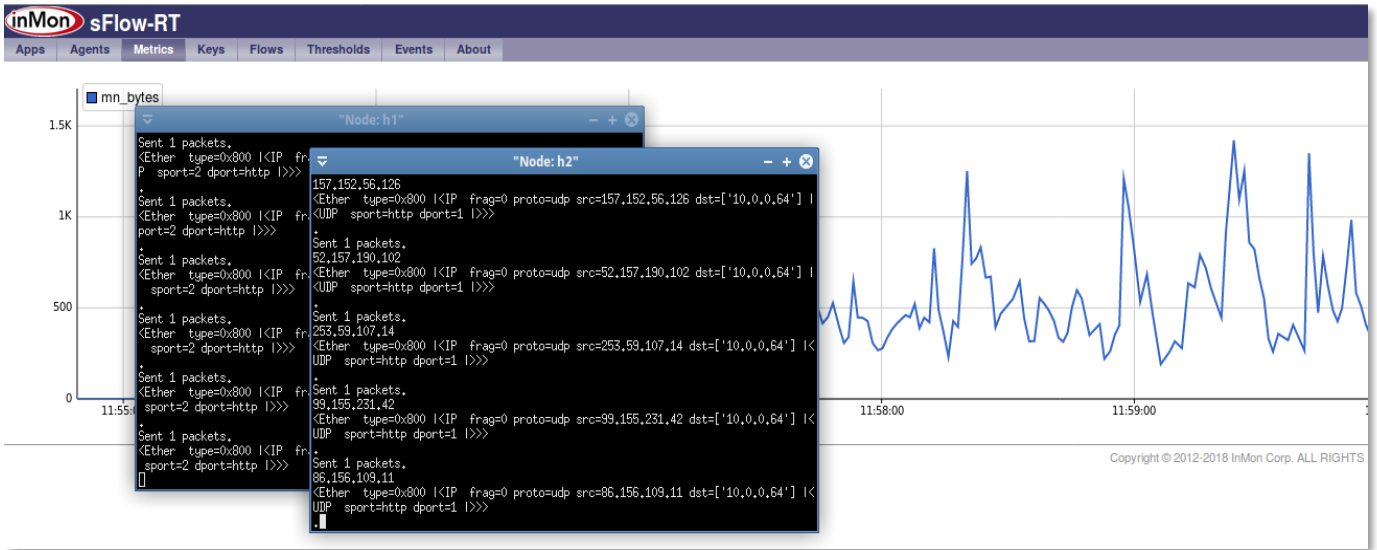 inMon sFlow-RT
Apps Agents Metrics Keys Flows Thresholds Events About
mn_bytes
1.5K
1K
500
0
11:55:
11:58:00
11:59:00
Copyright © 2012-2018 InMon Corp. ALL RIGHTS
"Node: h1"
Sent 1 packets.
<Ether  type=0x800 |<IP  fr
P  sport=2 dport=http |>>>
.
Sent 1 packets.
<Ether  type=0x800 |<IP  fr
port=2 dport=http |>>>
.
Sent 1 packets.
<Ether  type=0x800 |<IP  fr
 sport=2 dport=http |>>>
.
Sent 1 packets.
<Ether  type=0x800 |<IP  fr
 sport=2 dport=http |>>>
.
Sent 1 packets.
<Ether  type=0x800 |<IP  fr
 sport=2 dport=http |>>>
.
Sent 1 packets.
<Ether  type=0x800 |<IP  fr
 sport=2 dport=http |>>>
"Node: h2"
157.152.56.126
<Ether  type=0x800 |<IP  frag=0 proto=udp src=157.152.56.126 dst=['10.0.0.64'] |
<UDP  sport=http dport=1 |>>>
.
Sent 1 packets.
52.157.190.102
<Ether  type=0x800 |<IP  frag=0 proto=udp src=52.157.190.102 dst=['10.0.0.64'] |
<UDP  sport=http dport=1 |>>>
.
Sent 1 packets.
253.59.107.14
<Ether  type=0x800 |<IP  frag=0 proto=udp src=253.59.107.14 dst=['10.0.0.64'] |<
UDP  sport=http dport=1 |>>>
.
Sent 1 packets.
99.155.231.42
<Ether  type=0x800 |<IP  frag=0 proto=udp src=99.155.231.42 dst=['10.0.0.64'] |<
UDP  sport=http dport=1 |>>>
.
Sent 1 packets.
86.156.109.11
<Ether  type=0x800 |<IP  frag=0 proto=udp src=86.156.109.11 dst=['10.0.0.64'] |<
UDP  sport=http dport=1 |>>>
.